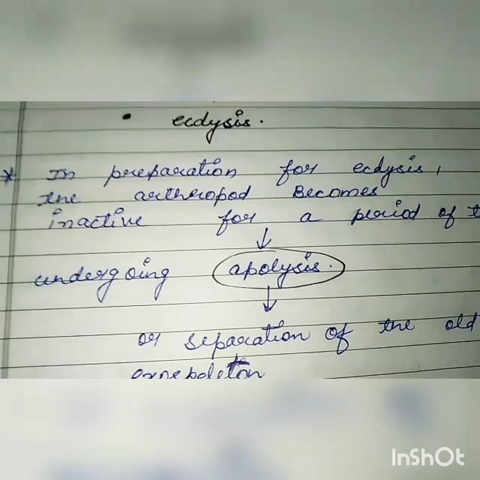 • ecdysis.
* In preparation for ecdysis,
the arthropod becomes
inactive for a period of t
↓
undergoing apolysis.
↓
or separation of the old
exnepoleton
InShOt